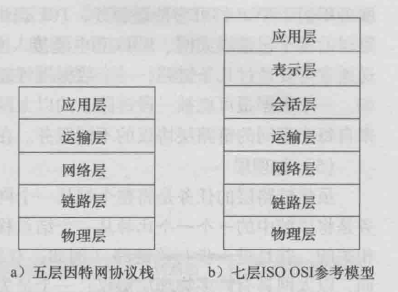 应用层
运输层
网络层
链路层
物理层
a）五层因特网协议栈
应用层
表示层
会话层
运输层
网络层
链路层
物理层
b）七层ISO OSI参考模型